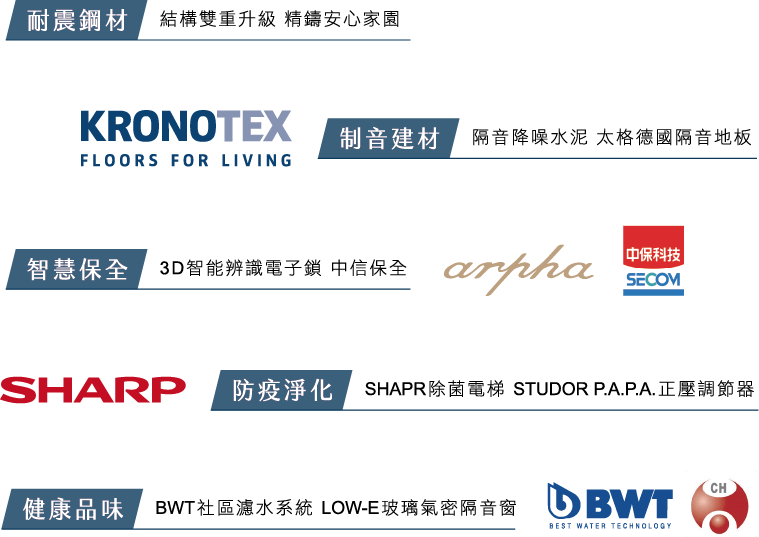 耐震鋼材 結構雙重升級 精鑄安心家園
KRONOTEX
FLOORS FOR LIVING
制音建材 隔音降噪水泥 太格德國隔音地板
智慧保全 3D智能辨識電子鎖 中信保全
arpha
中保科技
SECOM
SHARP
防疫淨化 SHAPR除菌電梯 STUDOR P.A.P.A.正壓調節器
健康品味 BWT社區濾水系統 LOW-E玻璃氣密隔音窗
BWT
BEST WATER TECHNOLOGY
CH